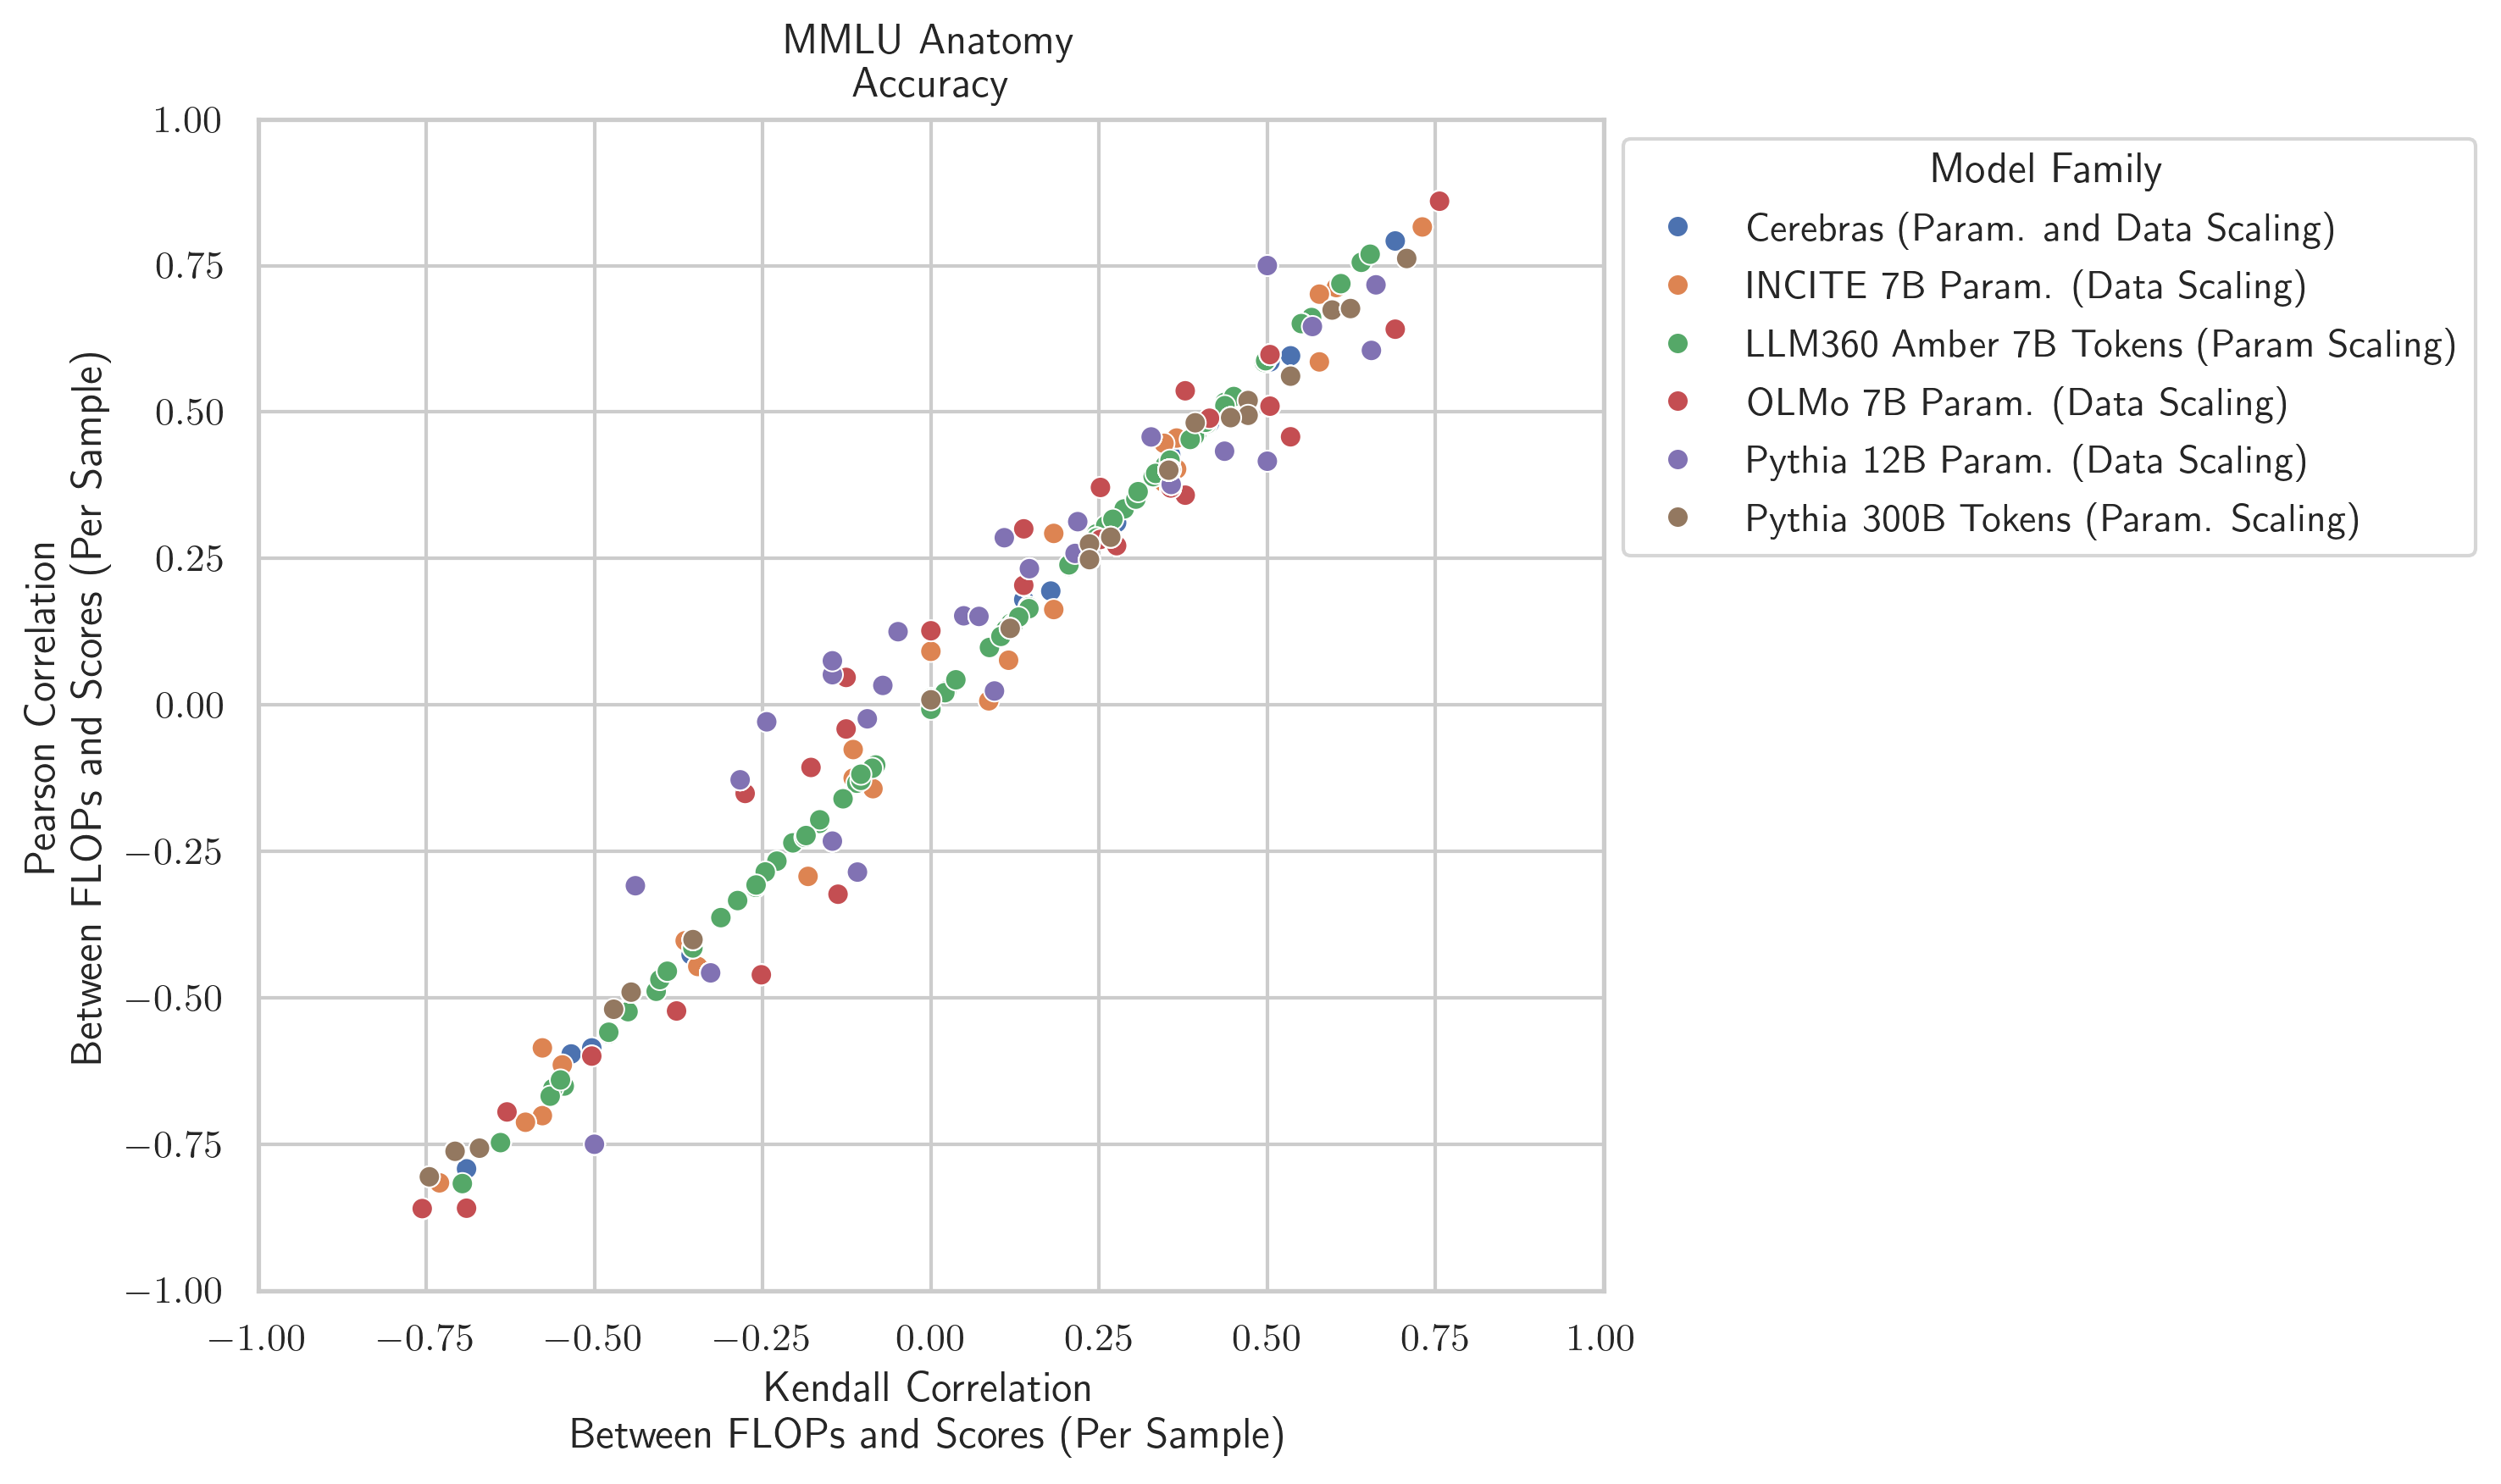 MMLU Anatomy
Accuracy
Pearson Correlation
Between FLOPs and Scores (Per Sample)
1.00
0.75
0.50
0.25
0.00
−0.25
−0.50
−0.75
−1.00
−1.00
−0.75
−0.50
−0.25
0.00
0.25
0.50
0.75
1.00
Kendall Correlation
Between FLOPs and Scores (Per Sample)
Model Family
Cerebras (Param. and Data Scaling)
INCITE 7B Param. (Data Scaling)
LLM360 Amber 7B Tokens (Param Scaling)
OLMo 7B Param. (Data Scaling)
Pythia 12B Param. (Data Scaling)
Pythia 300B Tokens (Param. Scaling)